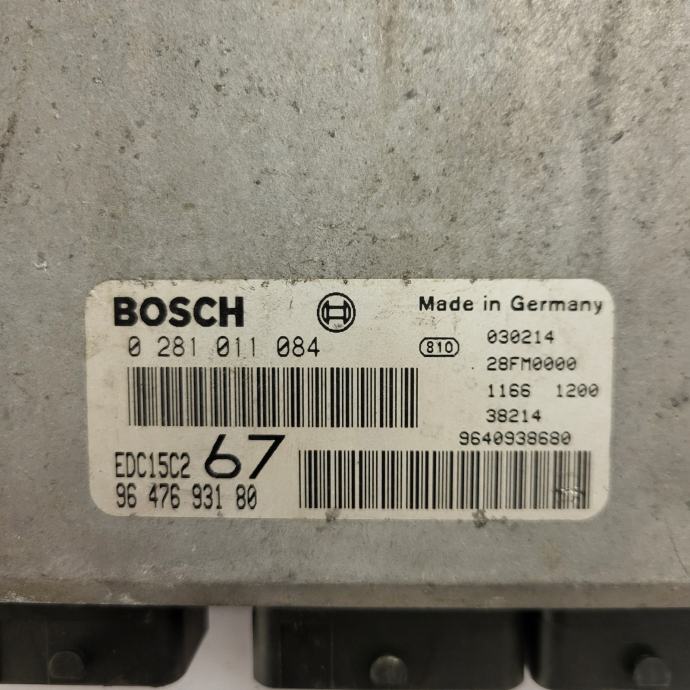 BOSCH
Made in Germany
0 281 011 084
810
030214
28FM0000
1166 1200
38214
9640938680
EDC15C2 67
96 476 931 80